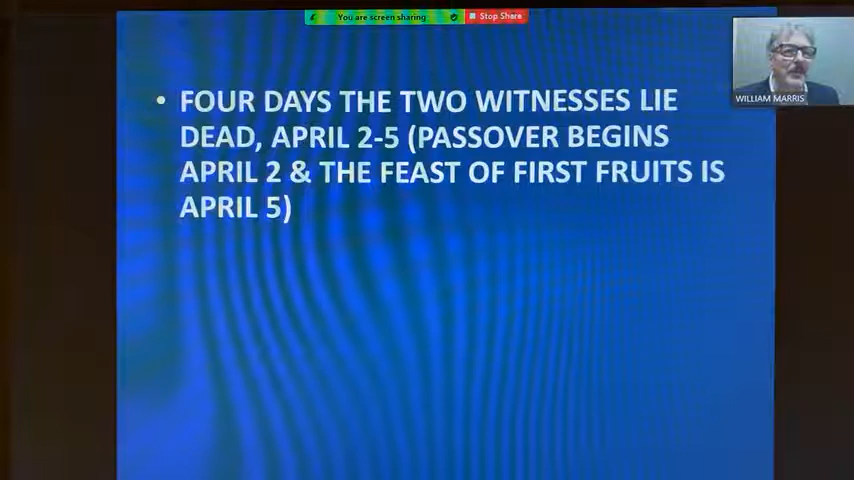 You are screen sharing
Stop Share
WILLIAM MARRIS
• FOUR DAYS THE TWO WITNESSES LIE
DEAD, APRIL 2-5 (PASSOVER BEGINS
APRIL 2 & THE FEAST OF FIRST FRUITS IS
APRIL 5)